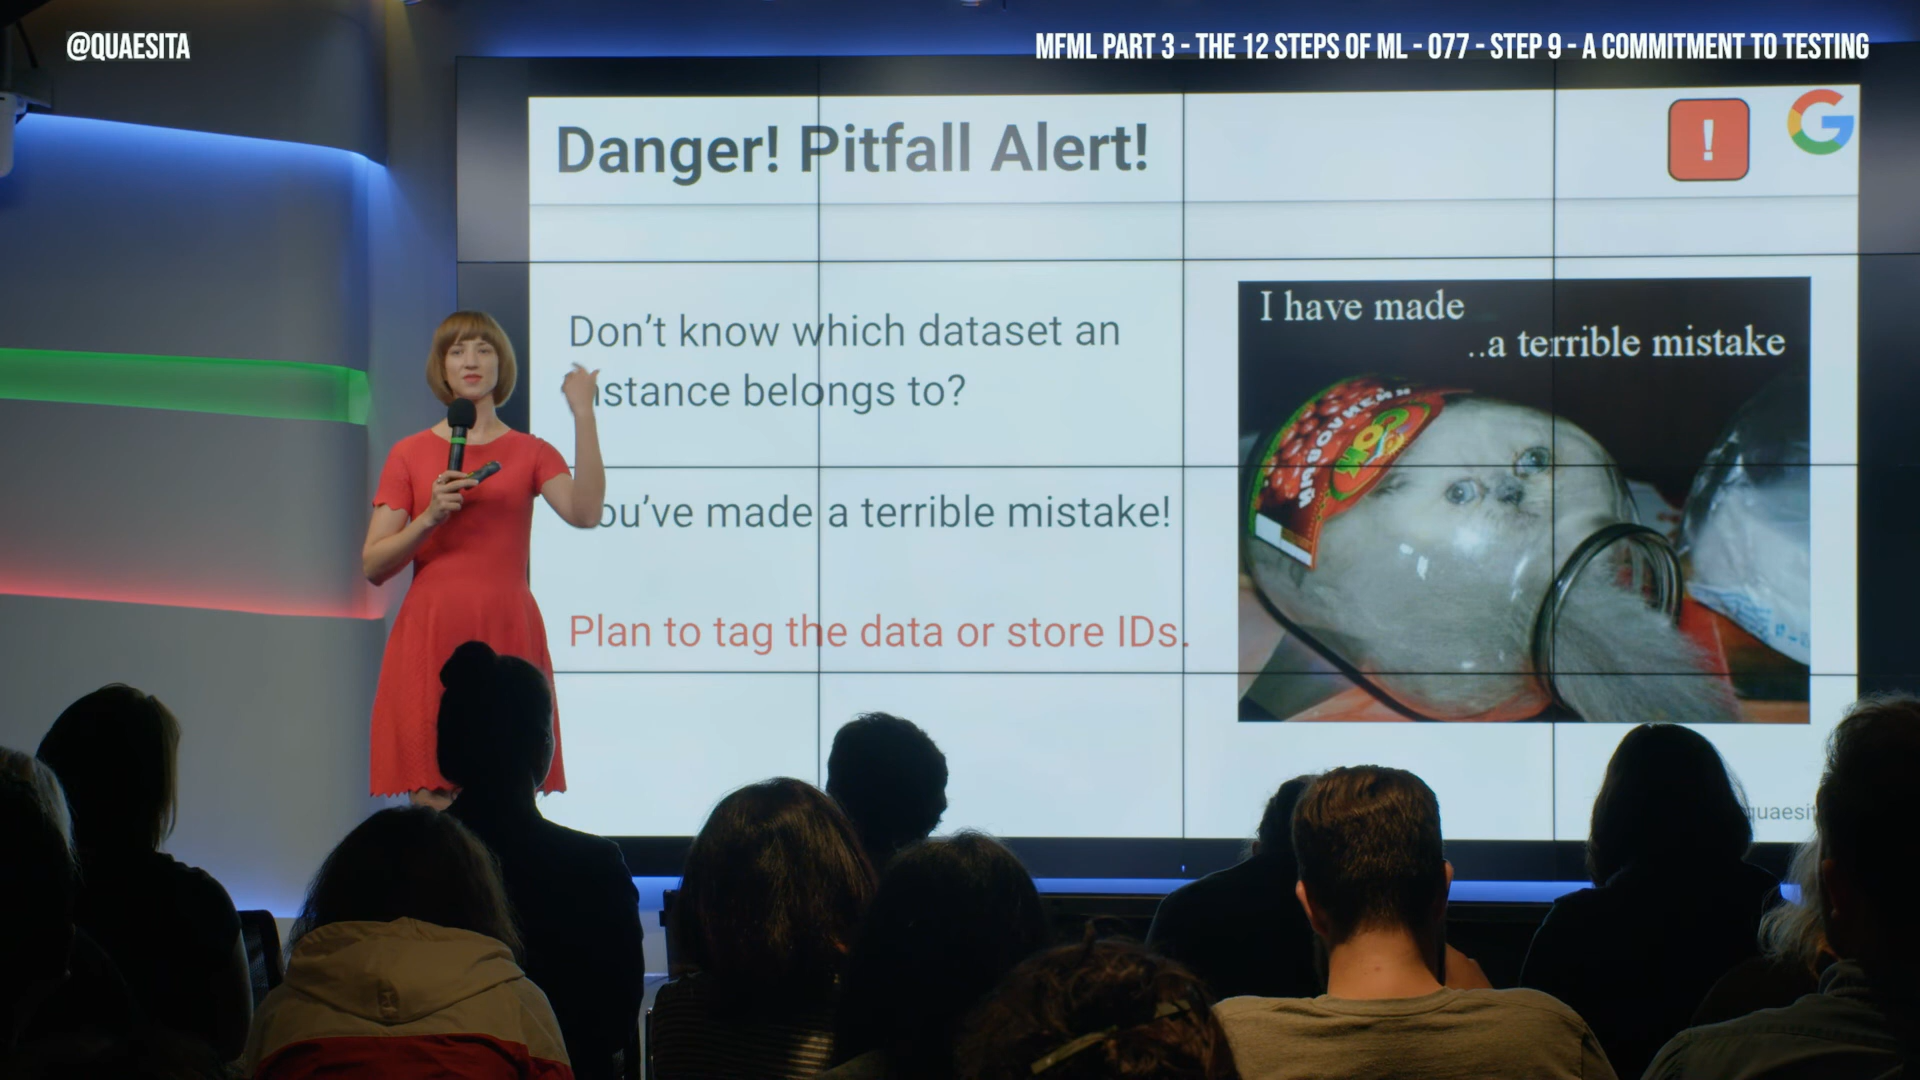 @QUAESITA
MFML PART 3 - THE 12 STEPS OF ML - 077 - STEP 9 - A COMMITMENT TO TESTING
Danger! Pitfall Alert!
!
G
Don't know which dataset an
stance belongs to?
ou've made a terrible mistake!
Plan to tag the data or store IDs.
I have made
..a terrible mistake
СОК
quaesit